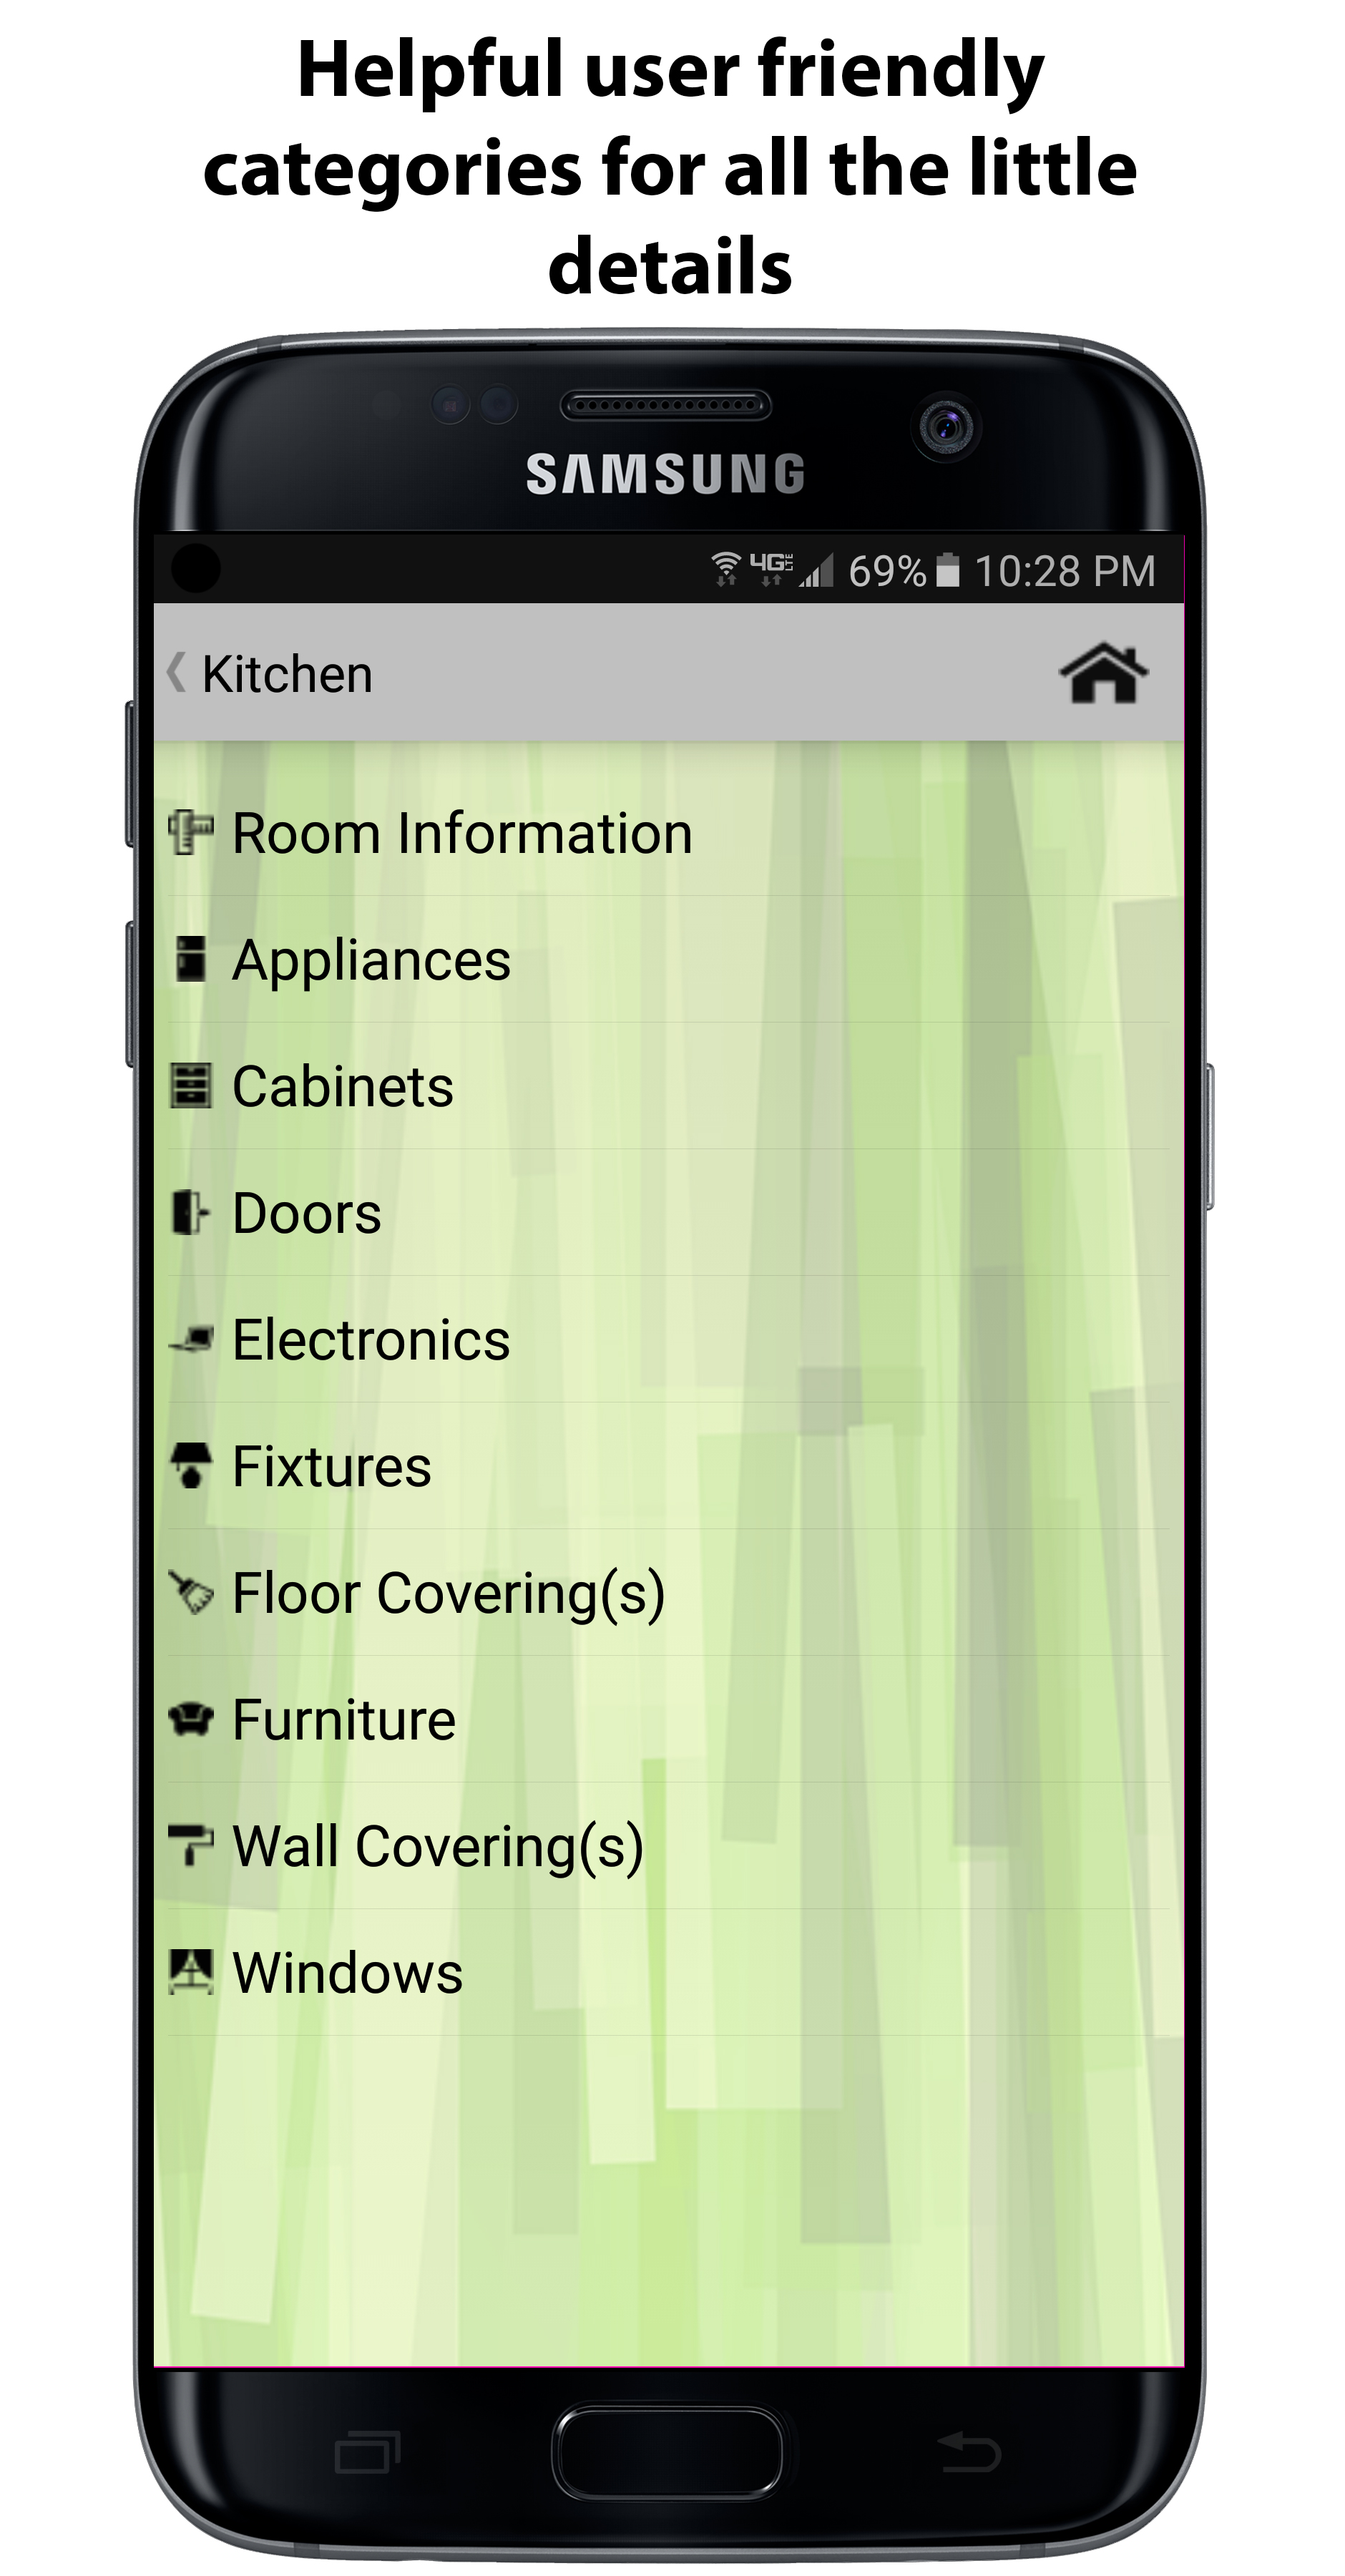 Helpful user friendly
categories for all the little
details
SAMSUNG
4G LTE 69% 10:28 PM
Kitchen
Room Information
Appliances
Cabinets
Doors
Electronics
Fixtures
Floor Covering(s)
Furniture
Wall Covering(s)
Windows